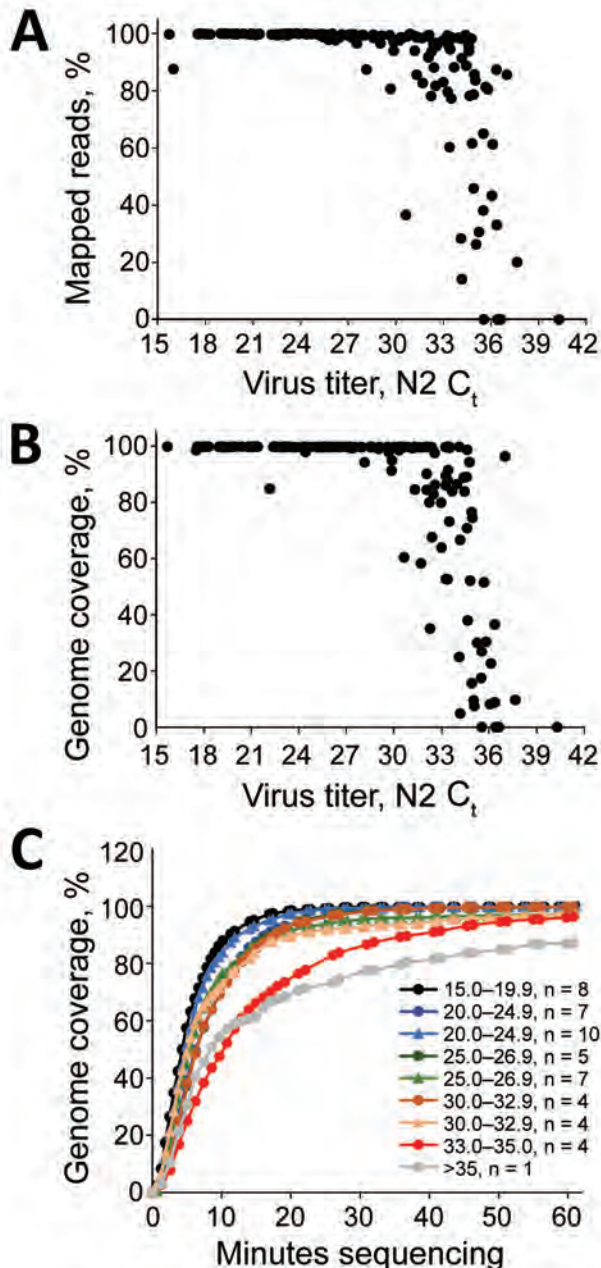 A
Mapped reads, %
100
80
60
40
20
0
15 18 21 24 27 30 33 36 39 42
Virus titer, N2 Ct
B
Genome coverage, %
100
80
60
40
20
0
15 18 21 24 27 30 33 36 39 42
Virus titer, N2 Ct
C
Genome coverage, %
120
100
80
60
40
20
0
15.0–19.9, n = 8
20.0–24.9, n = 7
20.0–24.9, n = 10
25.0–26.9, n = 5
25.0–26.9, n = 7
30.0–32.9, n = 4
30.0–32.9, n = 4
33.0–35.0, n = 4
>35, n = 1
0 10 20 30 40 50 60
Minutes sequencing